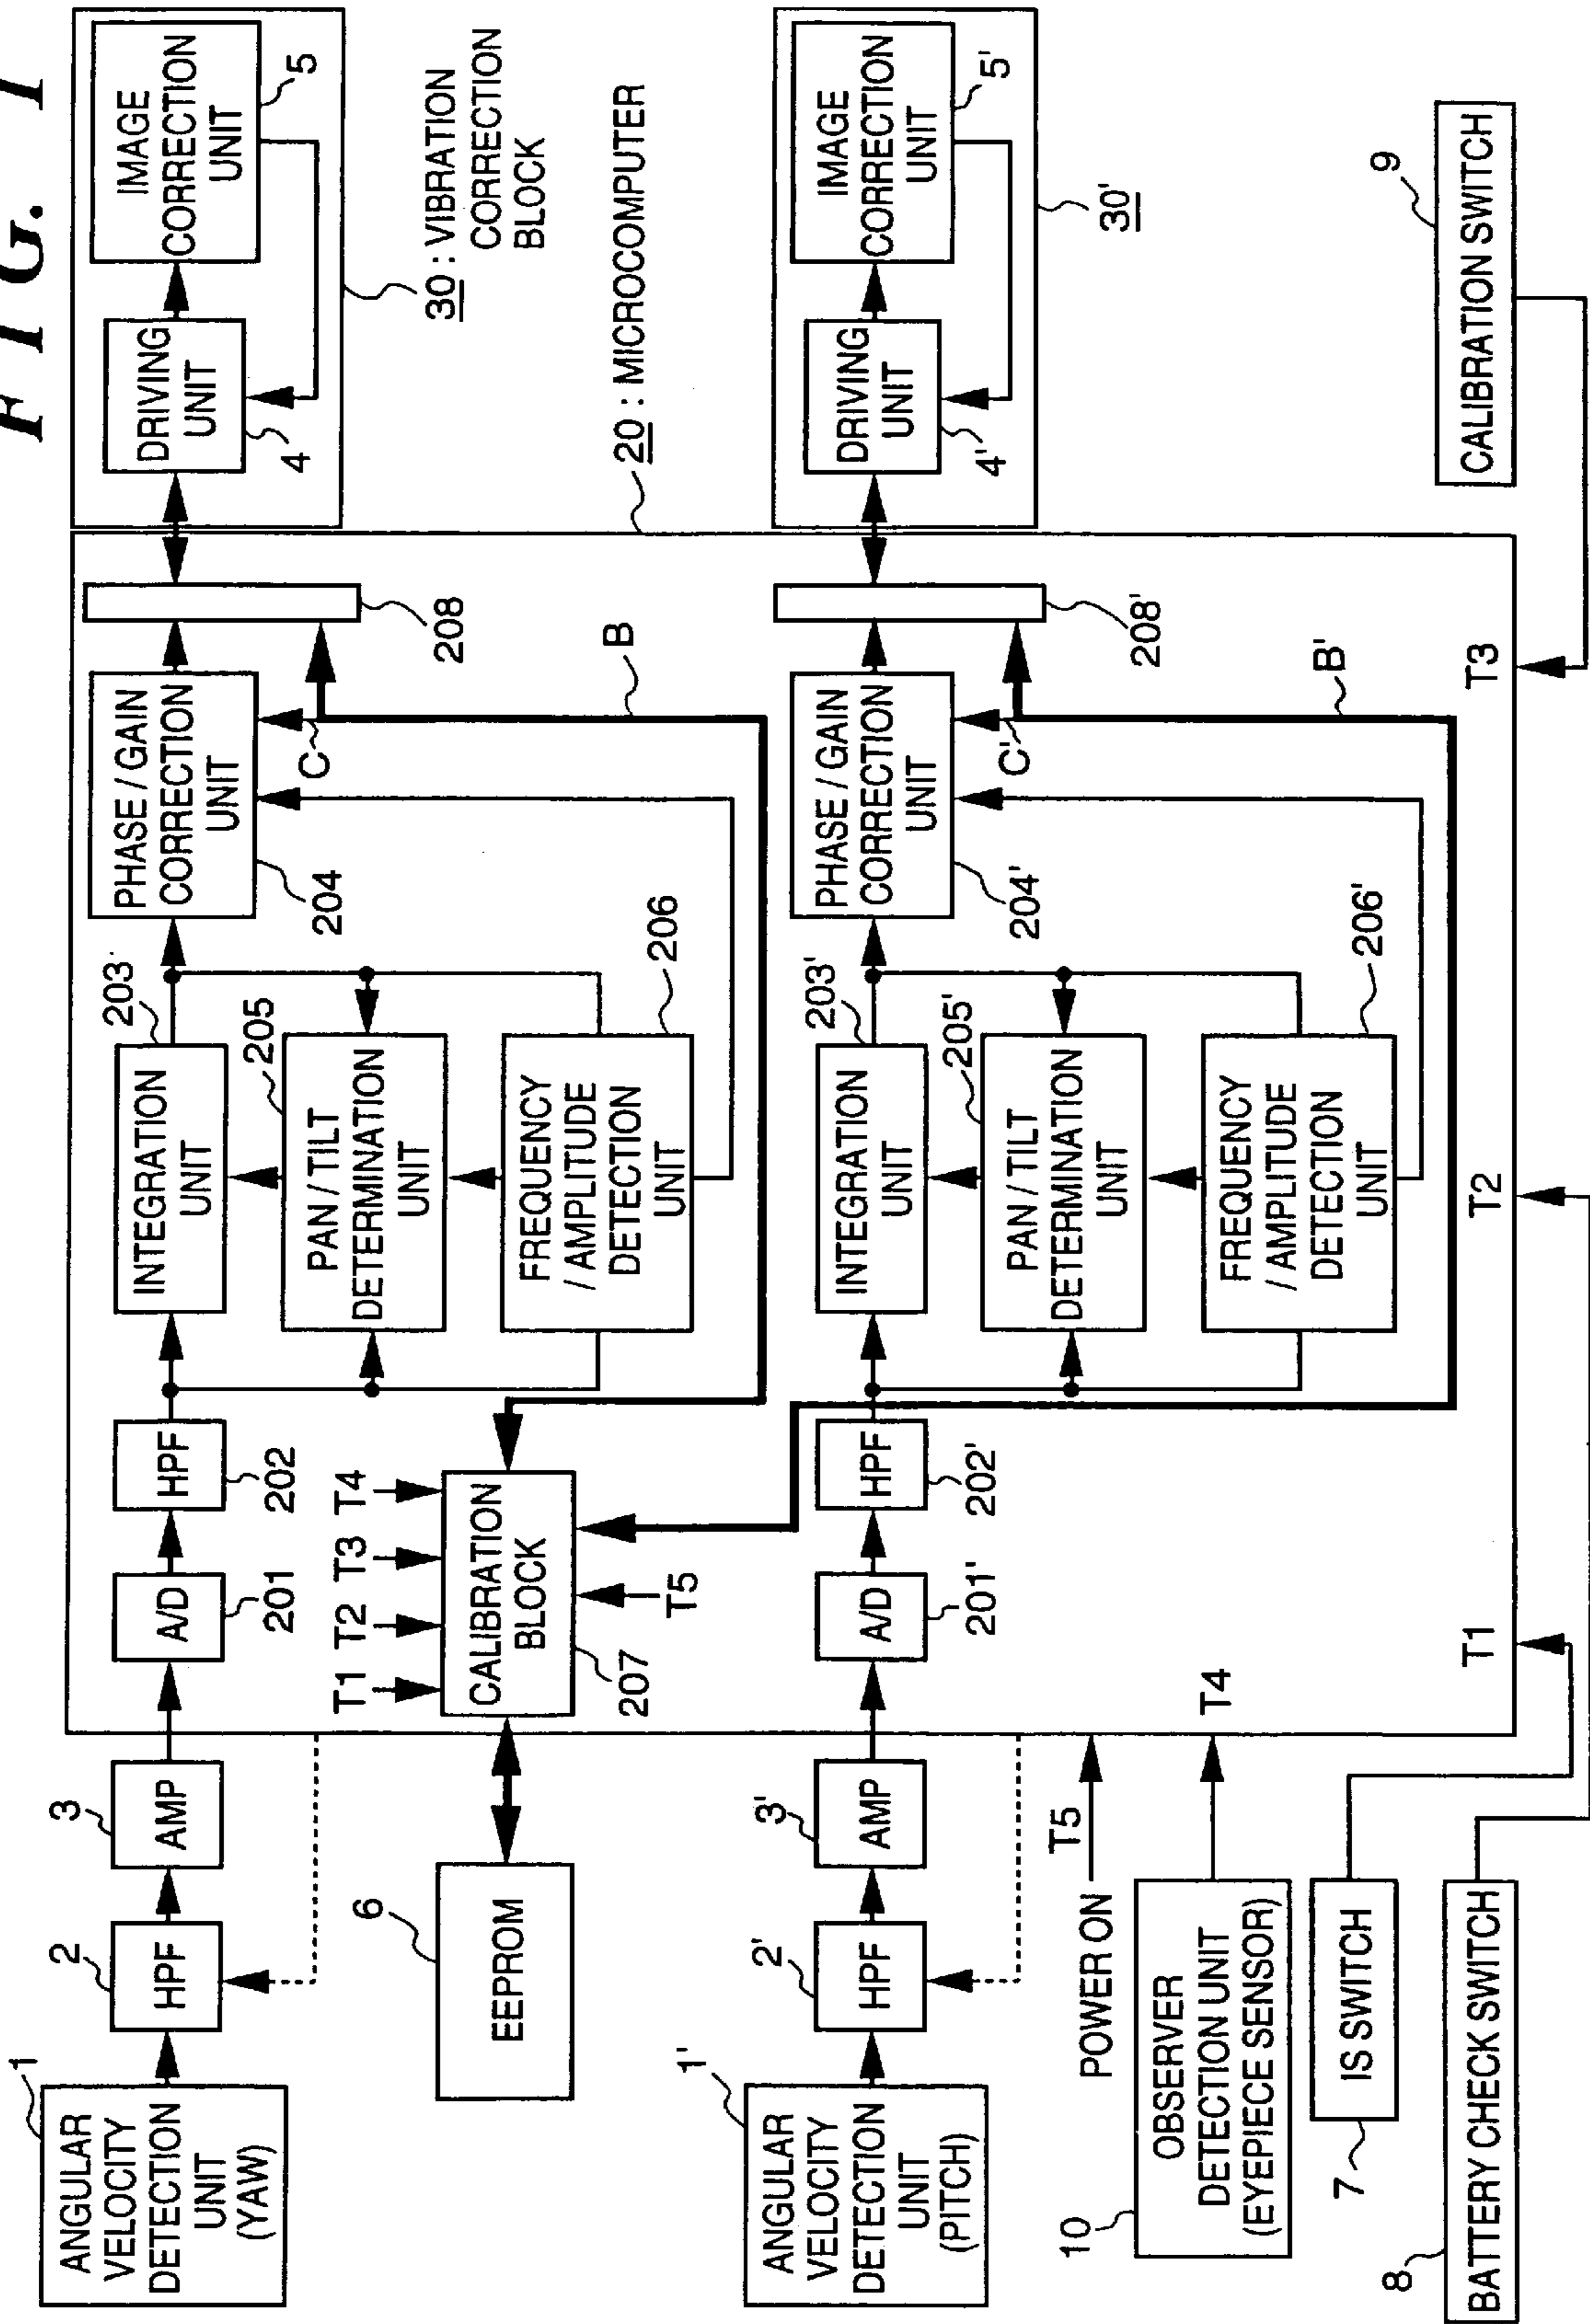 FIG. 1
1
ANGULAR
VELOCITY
DETECTION
UNIT
(YAW)
2
HPF
3
AMP
A/D
201
HPF
202
INTEGRATION
UNIT
203
PAN / TILT
DETERMINATION
UNIT
205
FREQUENCY
/ AMPLITUDE
DETECTION
UNIT
206
PHASE / GAIN
CORRECTION
UNIT
204
C
B
208
DRIVING
UNIT
4
IMAGE
CORRECTION
UNIT
5
30 : VIBRATION
CORRECTION
BLOCK
20 : MICROCOMPUTER
6
EEPROM
T1
T2
T3
T4
CALIBRATION
BLOCK
207
T5
1'
ANGULAR
VELOCITY
DETECTION
UNIT
(PITCH)
2'
HPF
3'
AMP
A/D
201'
HPF
202'
INTEGRATION
UNIT
203'
PAN / TILT
DETERMINATION
UNIT
205'
FREQUENCY
/ AMPLITUDE
DETECTION
UNIT
206'
PHASE / GAIN
CORRECTION
UNIT
204'
C'
B'
208'
DRIVING
UNIT
4'
IMAGE
CORRECTION
UNIT
5'
30'
POWER ON
T5
10
OBSERVER
DETECTION UNIT
(EYEPIECE SENSOR)
T4
7
IS SWITCH
T1
8
BATTERY CHECK SWITCH
T2
T3
9
CALIBRATION SWITCH